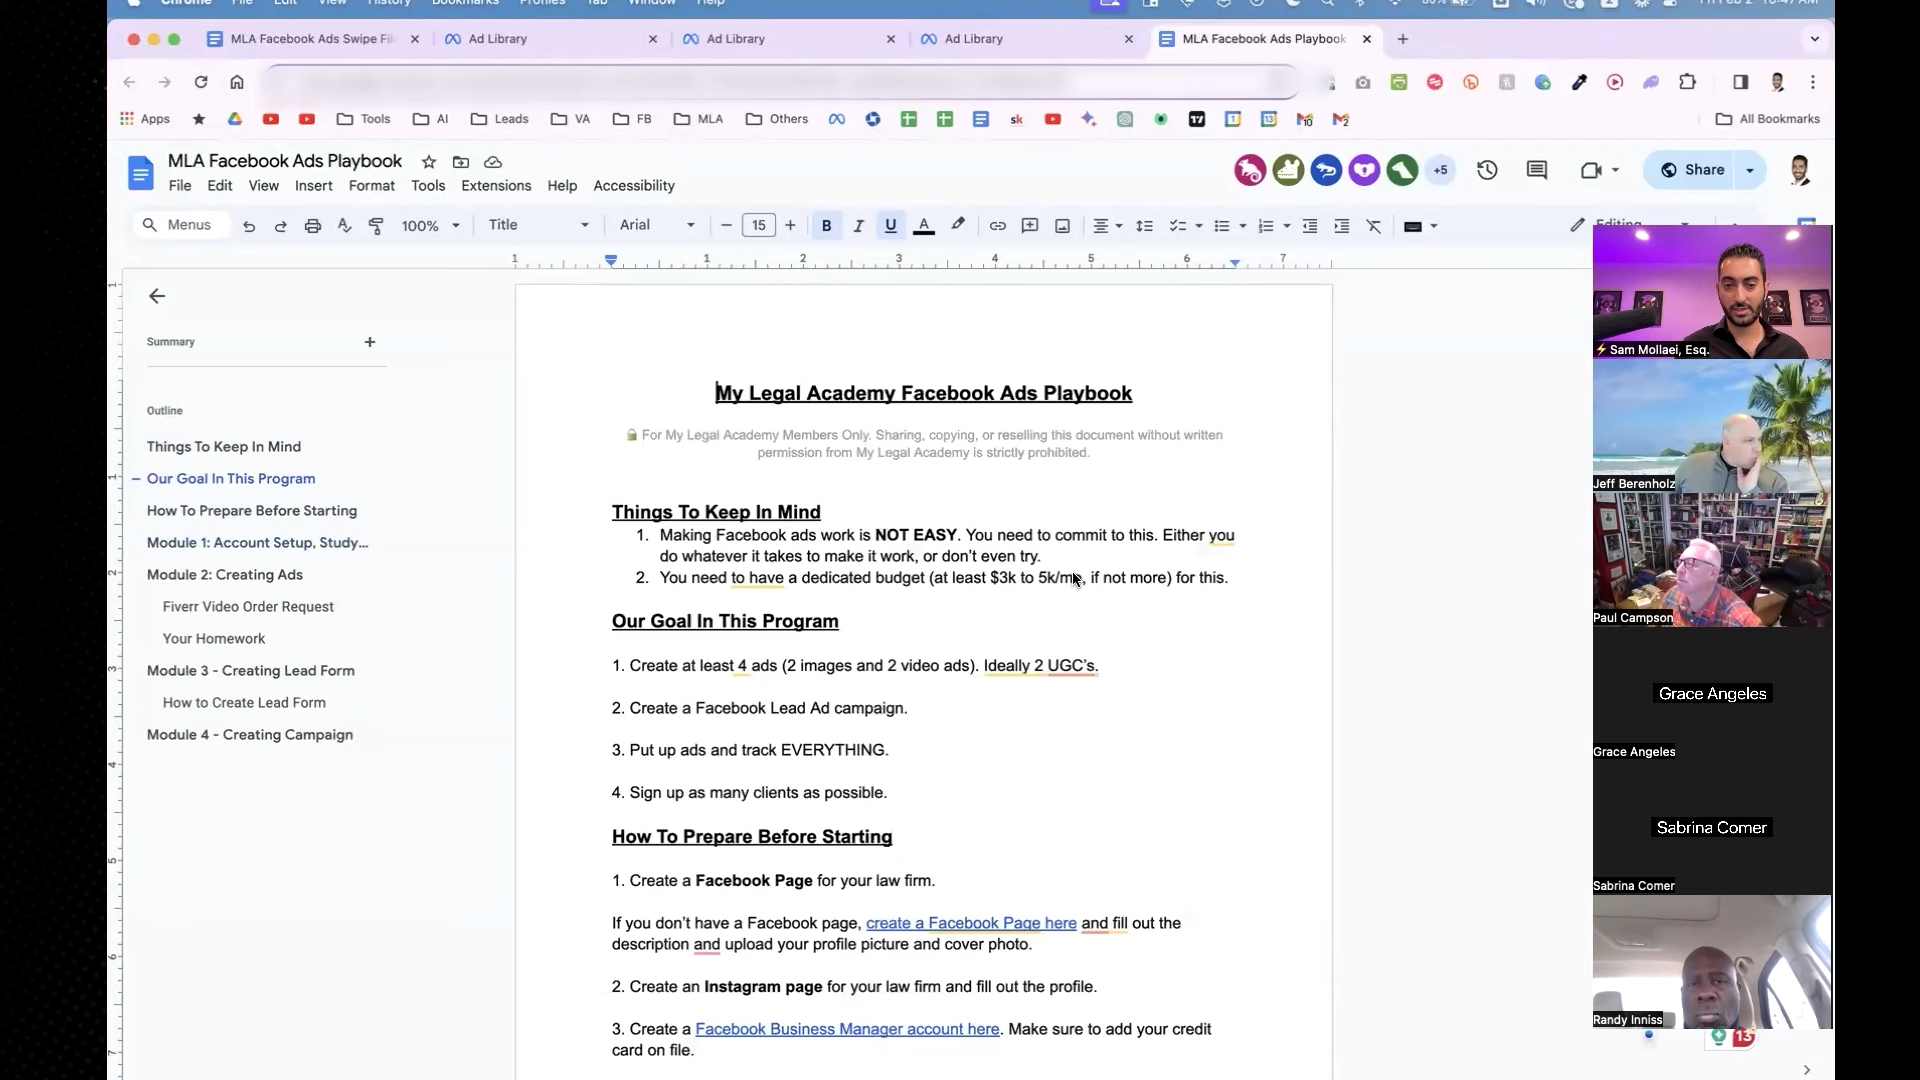 MLA Facebook Ads Swipe Fil
Ad Library
Ad Library
Ad Library
MLA Facebook Ads Playbook
Apps
Tools
AI
Leads
VA
FB
MLA
Others
sk
All Bookmarks
MLA Facebook Ads Playbook
+5
Share
File Edit View Insert Format Tools Extensions Help Accessibility
Menus
100%
Title
Arial
15
B
I
U
A
Editing
1 1 2 3 4 5 6 7
Summary
Outline
Things To Keep In Mind
Our Goal In This Program
How To Prepare Before Starting
Module 1: Account Setup, Study...
Module 2: Creating Ads
Fiverr Video Order Request
Your Homework
Module 3 - Creating Lead Form
How to Create Lead Form
Module 4 - Creating Campaign
My Legal Academy Facebook Ads Playbook
For My Legal Academy Members Only. Sharing, copying, or reselling this document without written
permission from My Legal Academy is strictly prohibited.
Things To Keep In Mind
1. Making Facebook ads work is NOT EASY. You need to commit to this. Either you
do whatever it takes to make it work, or don't even try.
2. You need to have a dedicated budget (at least $3k to 5k/mo, if not more) for this.
Our Goal In This Program
1. Create at least 4 ads (2 images and 2 video ads). Ideally 2 UGC's.
2. Create a Facebook Lead Ad campaign.
3. Put up ads and track EVERYTHING.
4. Sign up as many clients as possible.
How To Prepare Before Starting
1. Create a Facebook Page for your law firm.
If you don't have a Facebook page, create a Facebook Page here and fill out the
description and upload your profile picture and cover photo.
2. Create an Instagram page for your law firm and fill out the profile.
3. Create a Facebook Business Manager account here. Make sure to add your credit
card on file.
Sam Mollaei, Esq.
Jeff Berenholz
Paul Campson
Grace Angeles
Grace Angeles
Sabrina Comer
Sabrina Comer
Randy Inniss
13